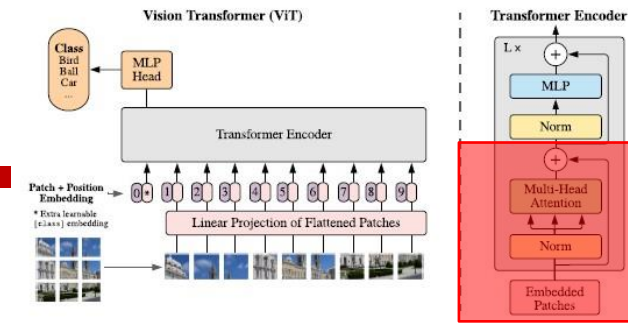 Vision Transformer (ViT)
Class
Bird
Ball
Car
...
MLP
Head
Transformer Encoder
Patch + Position
Embedding
* Extra learnable
[class] embedding
0 * 1 2 3 4 5 6 7 8 9
Linear Projection of Flattened Patches
Transformer Encoder
L x
+
MLP
Norm
+
Multi-Head
Attention
Norm
Embedded
Patches